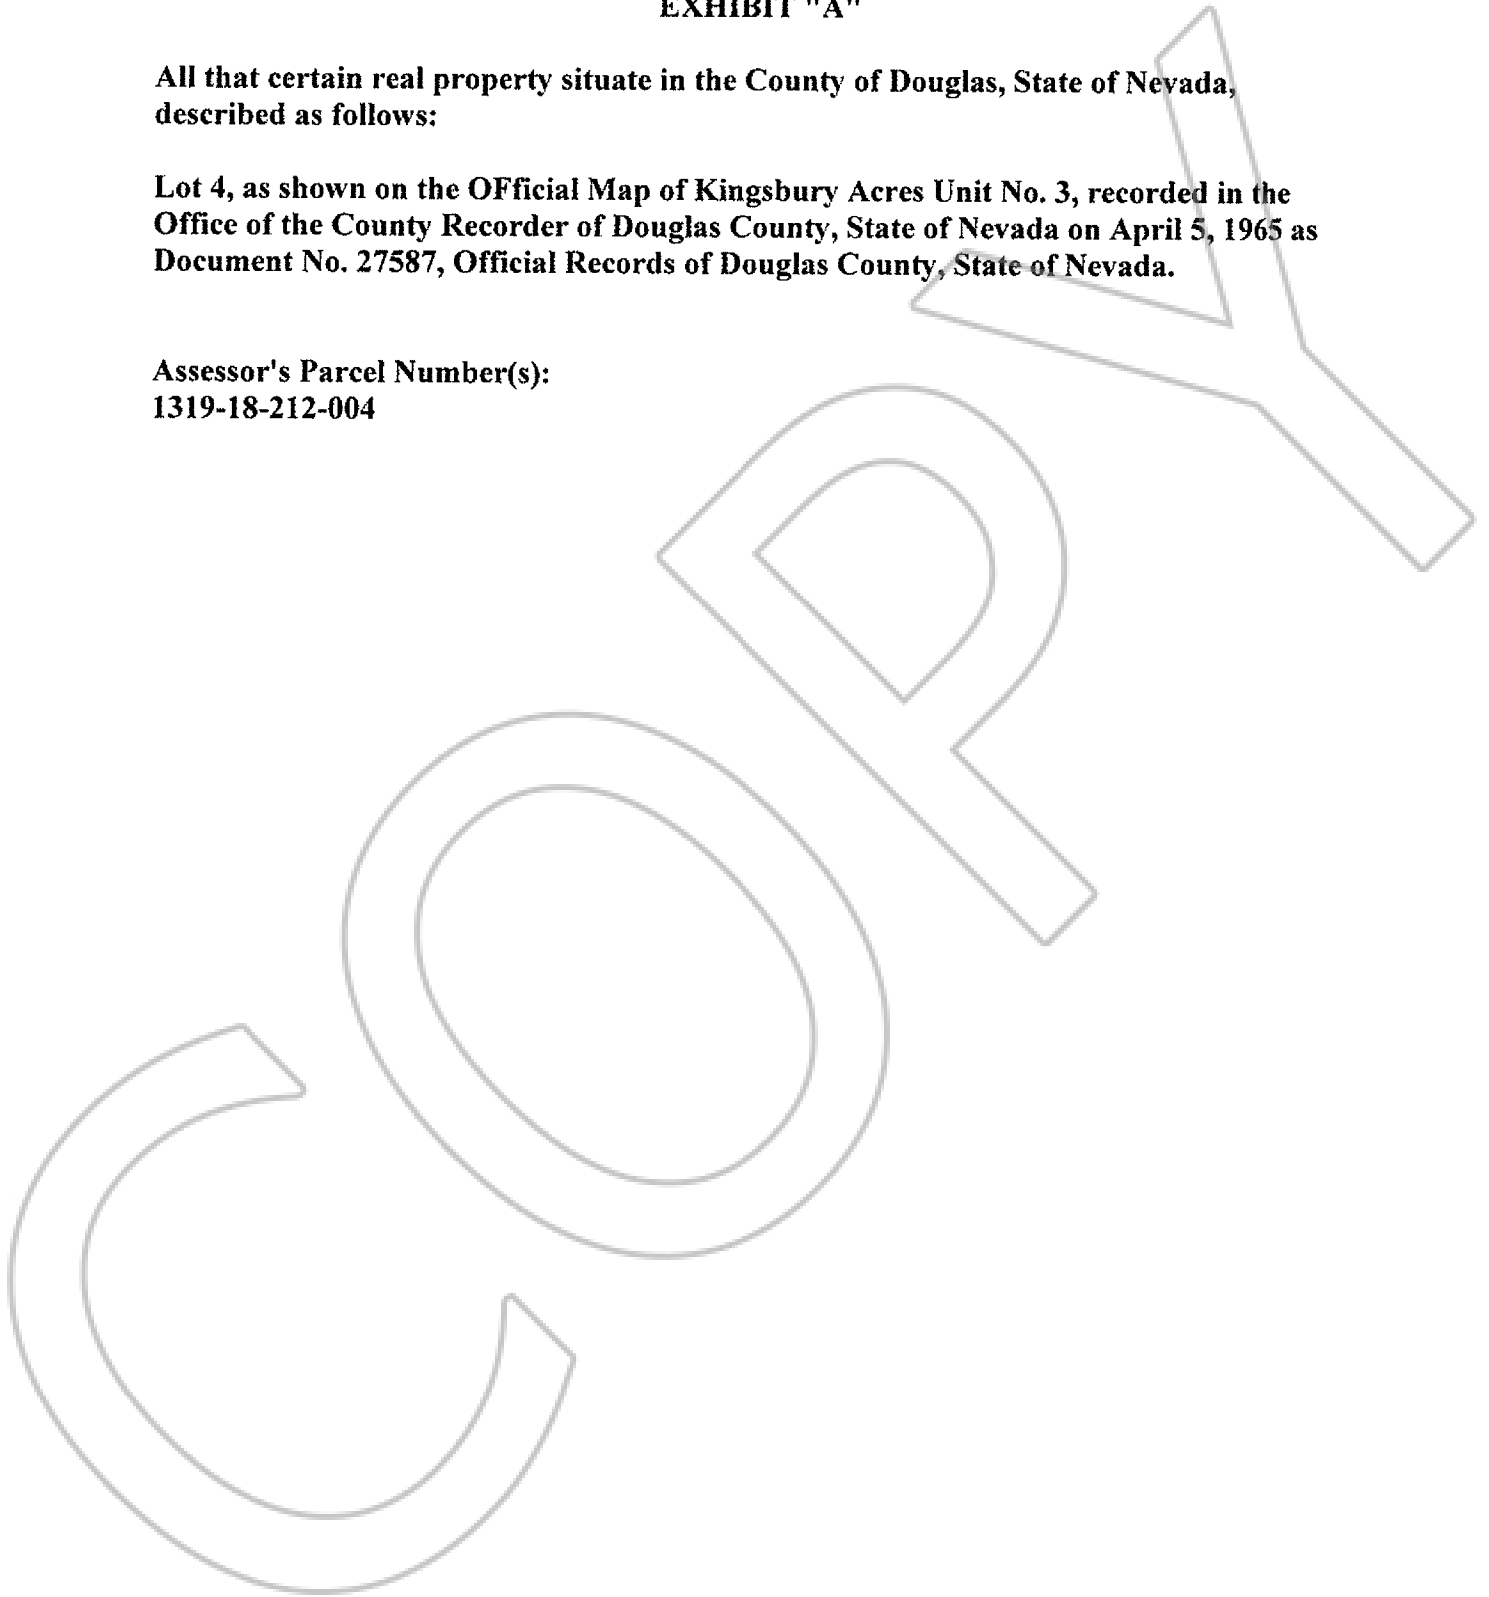 EXHIBIT "A"
All that certain real property situate in the County of Douglas, State of Nevada,
described as follows:
Lot 4, as shown on the OFficial Map of Kingsbury Acres Unit No. 3, recorded in the
Office of the County Recorder of Douglas County, State of Nevada on April 5, 1965 as
Document No. 27587, Official Records of Douglas County, State of Nevada.
Assessor's Parcel Number(s):
1319-18-212-004
COPY